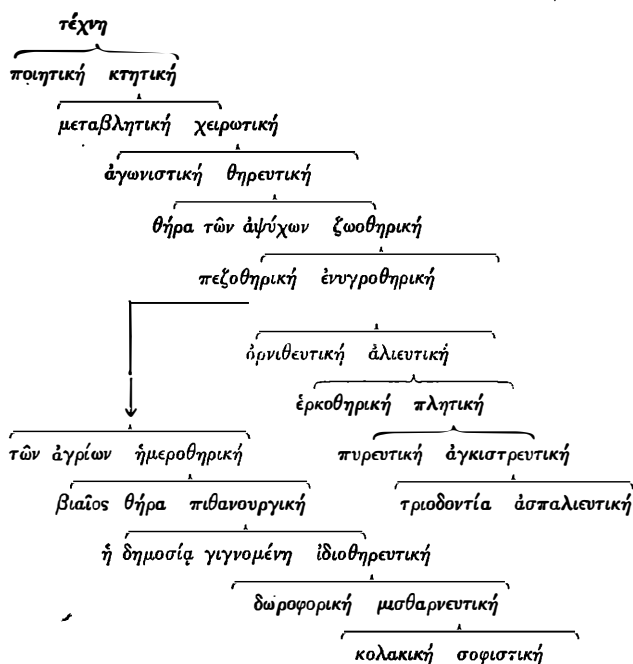 τέχνη
ποιητική κτητική
μεταβλητική χειρωτική
ἀγωνιστική θηρευτική
θήρα τῶν ἀψύχων ζωοθηρική
πεζοθηρική ἐνυγροθηρική
ὀρνιθευτική ἁλιευτική
ἑρκοθηρική πλητική
τῶν ἀγρίων ἡμεροθηρική πυρευτική ἀγκιστρευτική
βιαῖος θήρα πιθανουργική τριοδοντία ἀσπαλιευτική
ἡ δημοσίᾳ γιγνομένη ἰδιοθηρευτική
δωροφορική μισθαρνευτική
κολακική σοφιστική